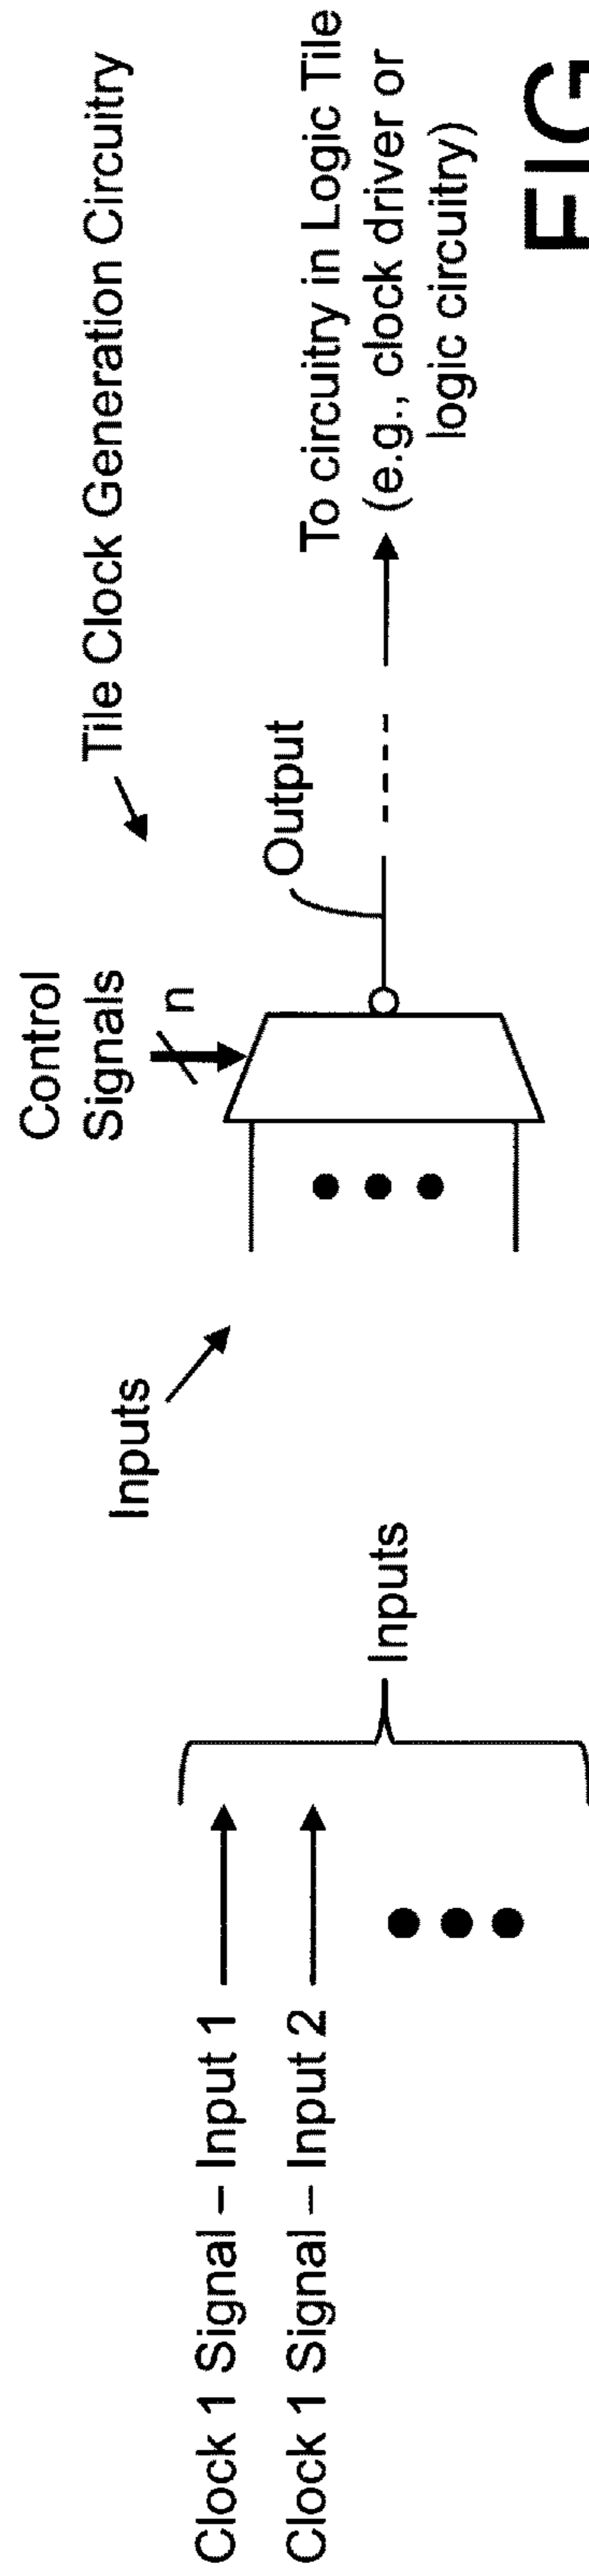 Tile Clock Generation Circuitry
Control
Signals
n
Inputs
Output
To circuitry in Logic Tile
(e.g., clock driver or
logic circuitry)
Clock 1 Signal – Input 1
Clock 1 Signal – Input 2
Inputs
FIG